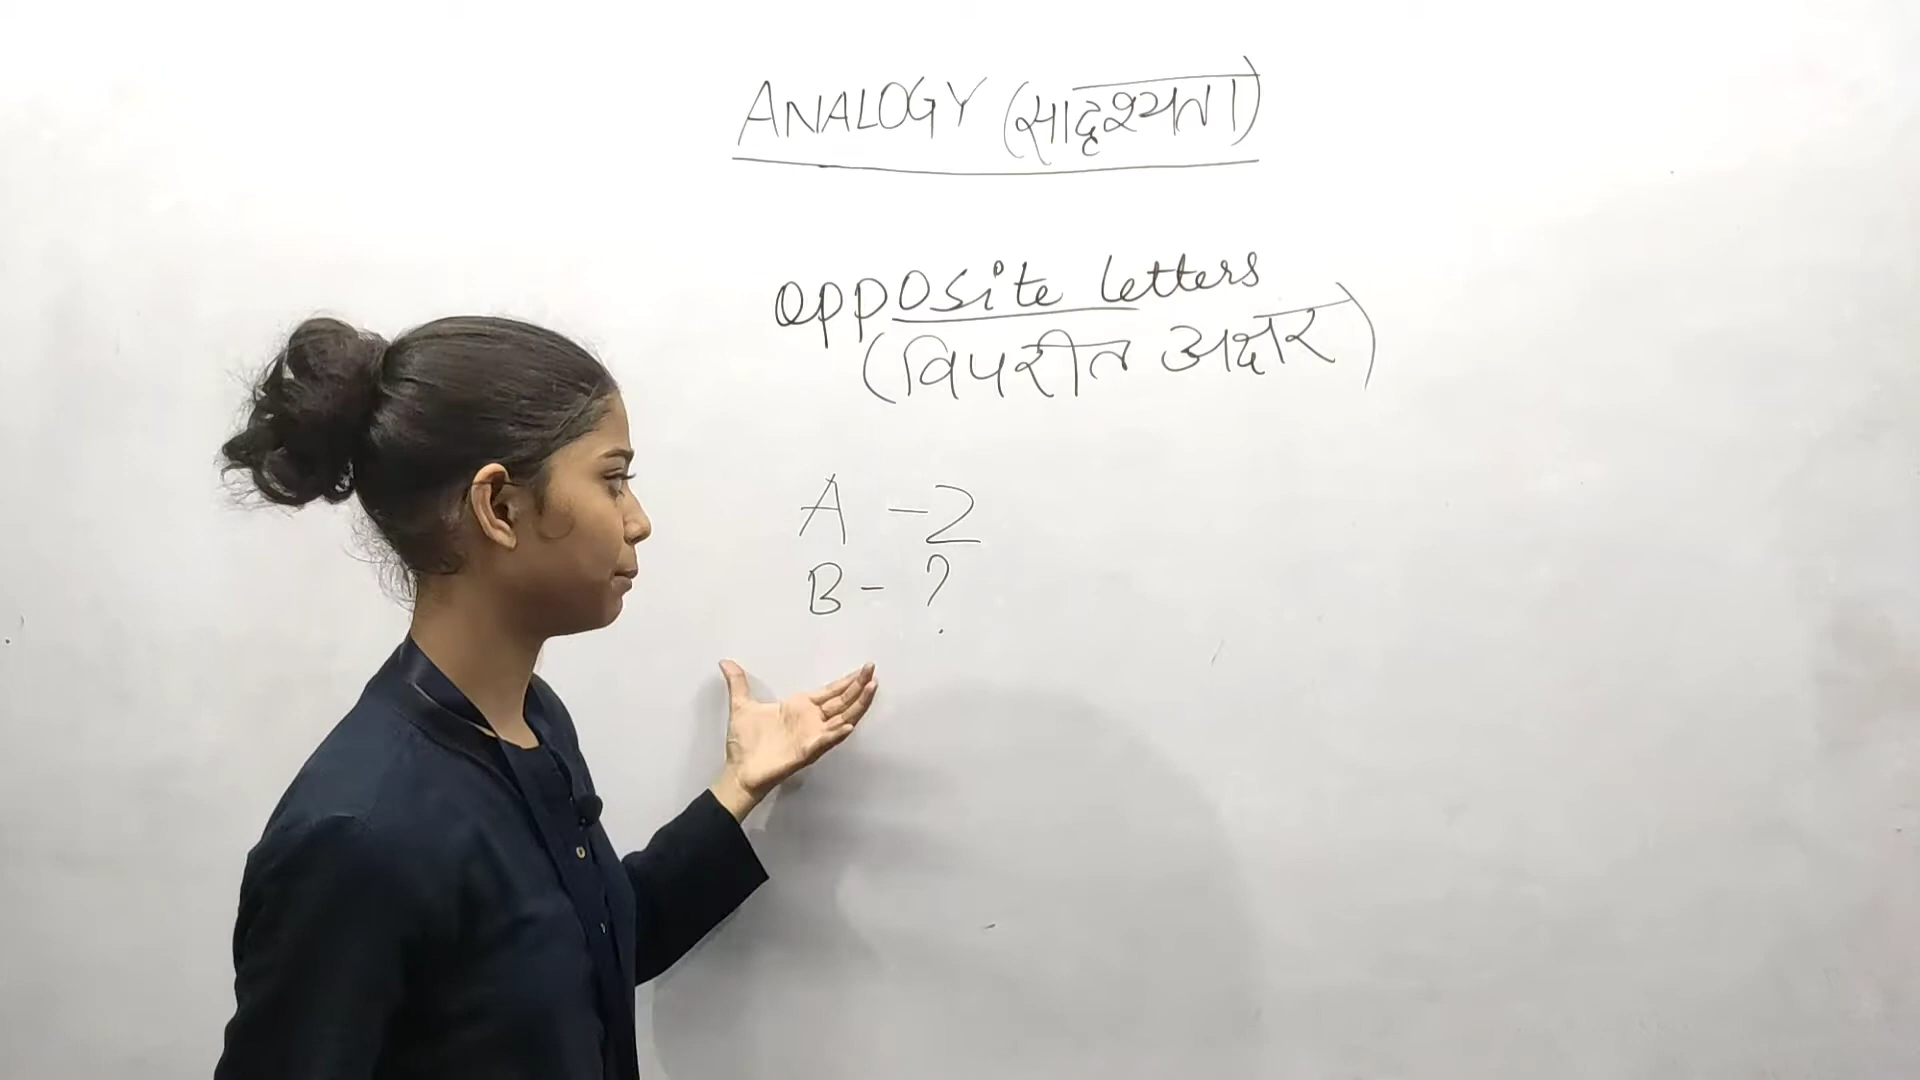 ANALOGY (सादृश्यता)
opposite letters
(विपरीत अक्षर)
A - Z
B - ?